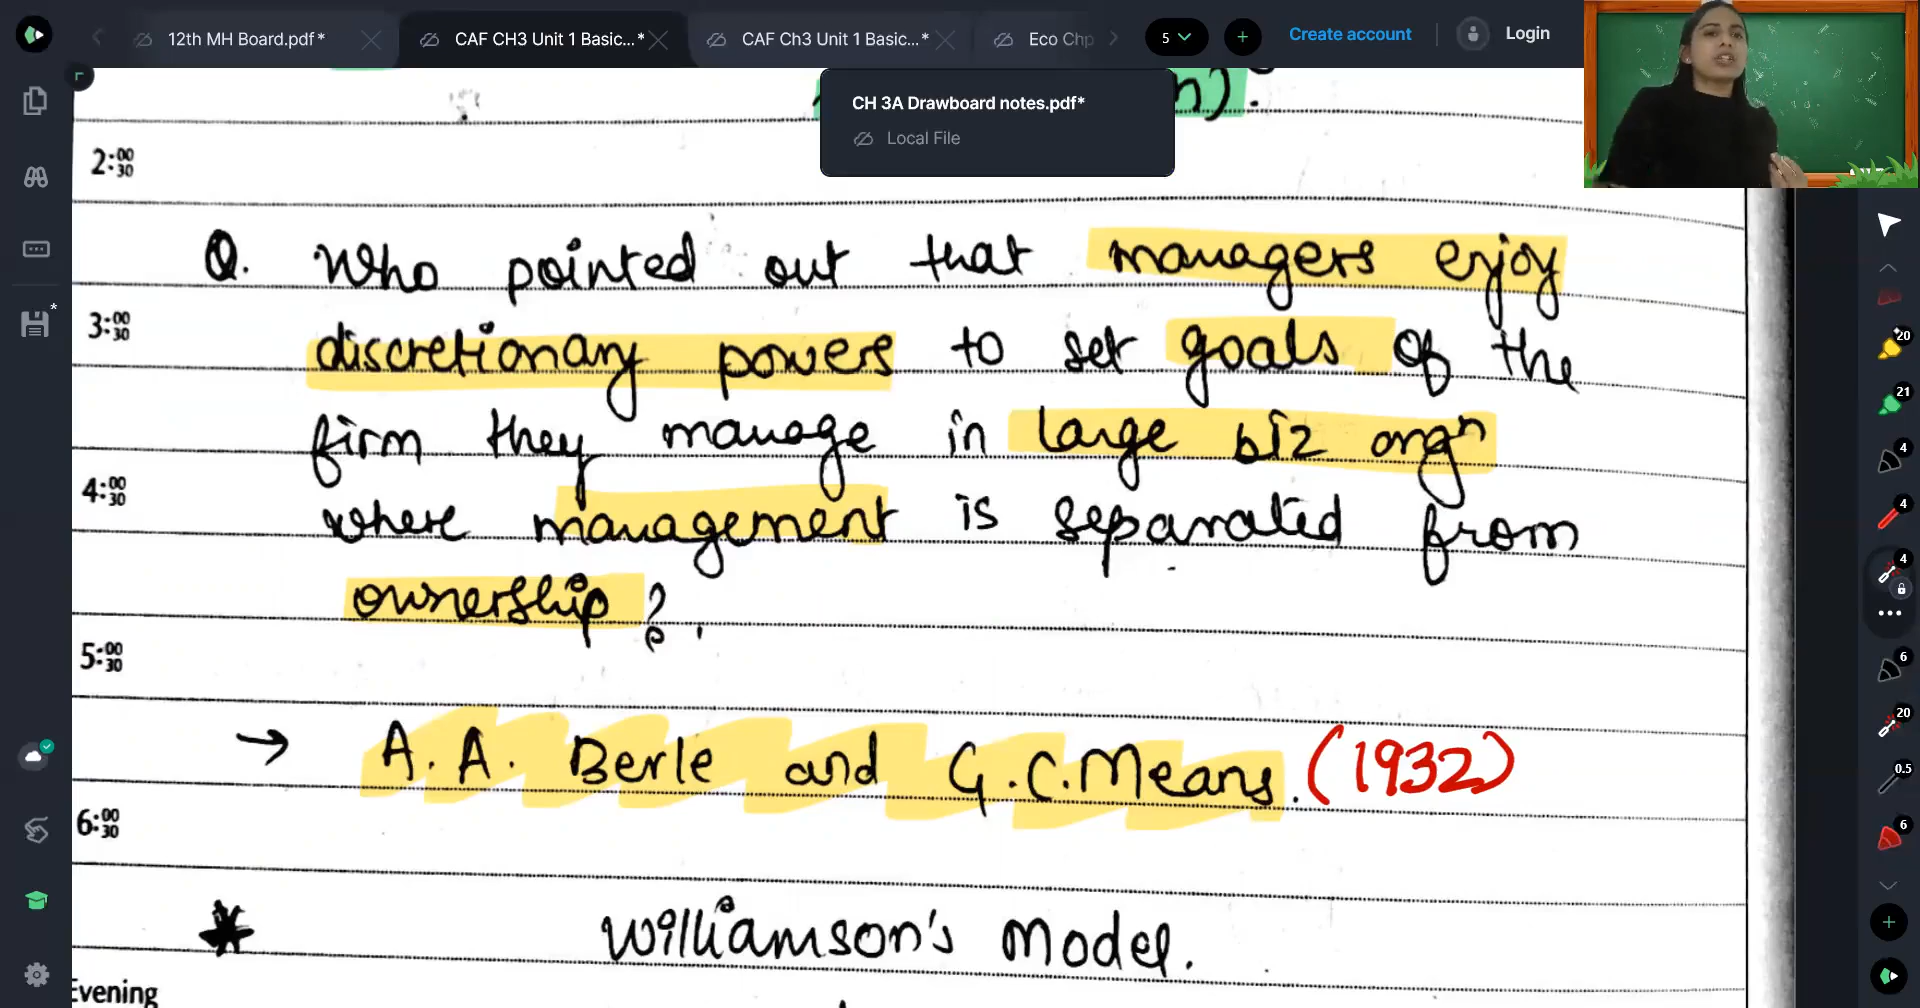 12th MH Board.pdf*
CAF CH3 Unit 1 Basic...*
CAF Ch3 Unit 1 Basic...*
Eco Chp
5
Create account
Login
CH 3A Drawboard notes.pdf*
Local File
n).
2:00 30
Q. Who pointed out that managers enjoy
3:00 30
discretionary powers to set goals of the
firm they manage in large biz orgn
4:00 30
where management is separated from
ownership?
5:00 30
→ A. A. Berle and G.C.Means. (1932)
6:00 30
* Williamson's Model.
Evening
20
21
4
4
4
6
20
0.5
6